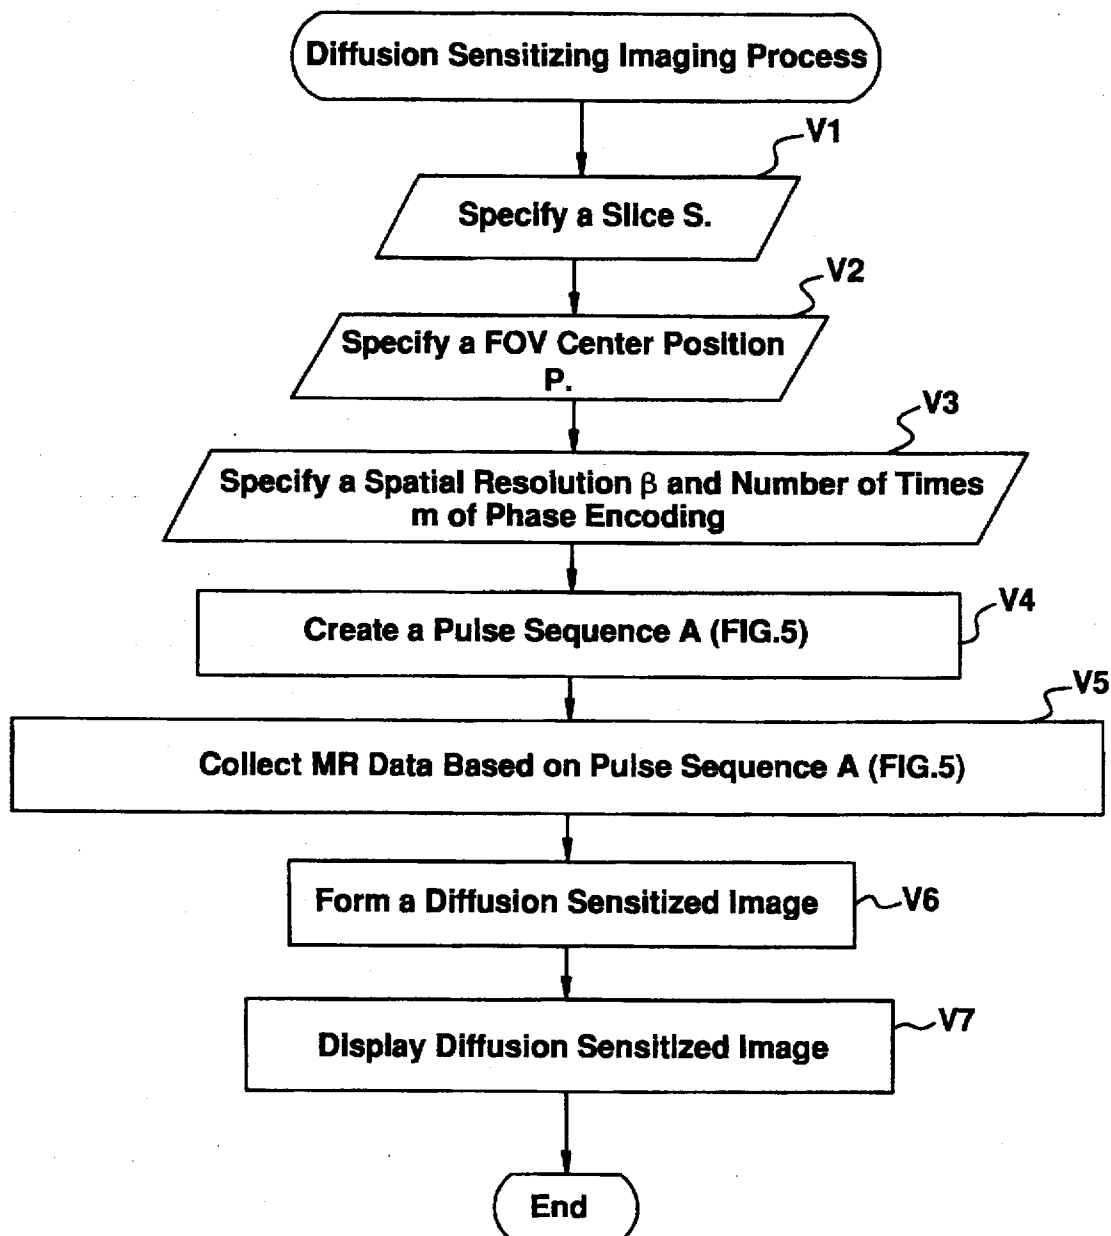 Diffusion Sensitizing Imaging Process
V1
Specify a Slice S.
V2
Specify a FOV Center Position
P.
V3
Specify a Spatial Resolution β and Number of Times
m of Phase Encoding
V4
Create a Pulse Sequence A (FIG.5)
V5
Collect MR Data Based on Pulse Sequence A (FIG.5)
Form a Diffusion Sensitized Image
V6
V7
Display Diffusion Sensitized Image
End